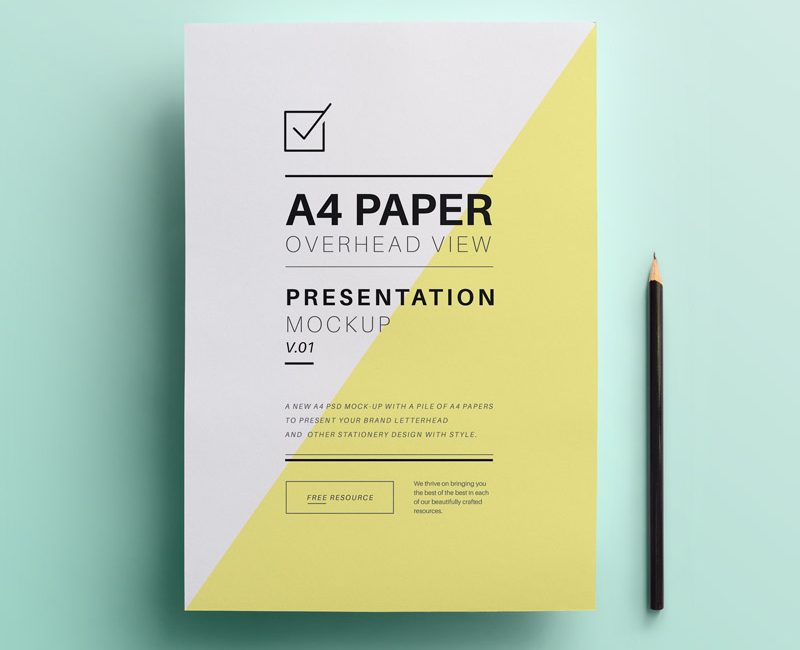 A4 PAPER
OVERHEAD VIEW
PRESENTATION
MOCKUP
V.01
A NEW A4 PSD MOCK-UP WITH A PILE OF A4 PAPERS
TO PRESENT YOUR BRAND LETTERHEAD
AND OTHER STATIONERY DESIGN WITH STYLE.
FREE RESOURCE
We thrive on bringing you
the best of the best in each
of our beautifully crafted
resources.